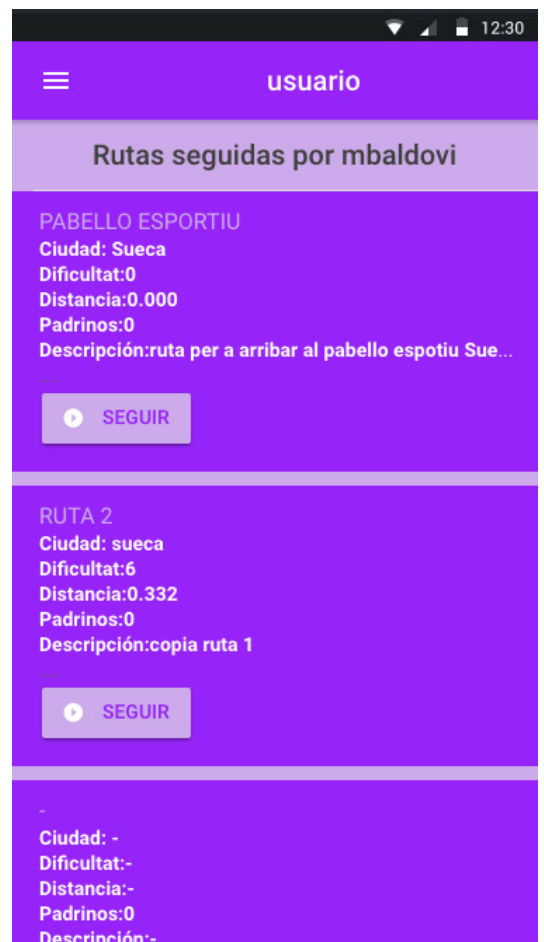 12:30
usuario
Rutas seguidas por mbaldovi
PABELLO ESPORTIU
Ciudad: Sueca
Dificultat:0
Distancia:0.000
Padrinos:0
Descripción:ruta per a arribar al pabello espotiu Sue...
SEGUIR
RUTA 2
Ciudad: sueca
Dificultat:6
Distancia:0.332
Padrinos:0
Descripción:copia ruta 1
SEGUIR
-
Ciudad: -
Dificultat:-
Distancia:-
Padrinos:0
Descripción:-